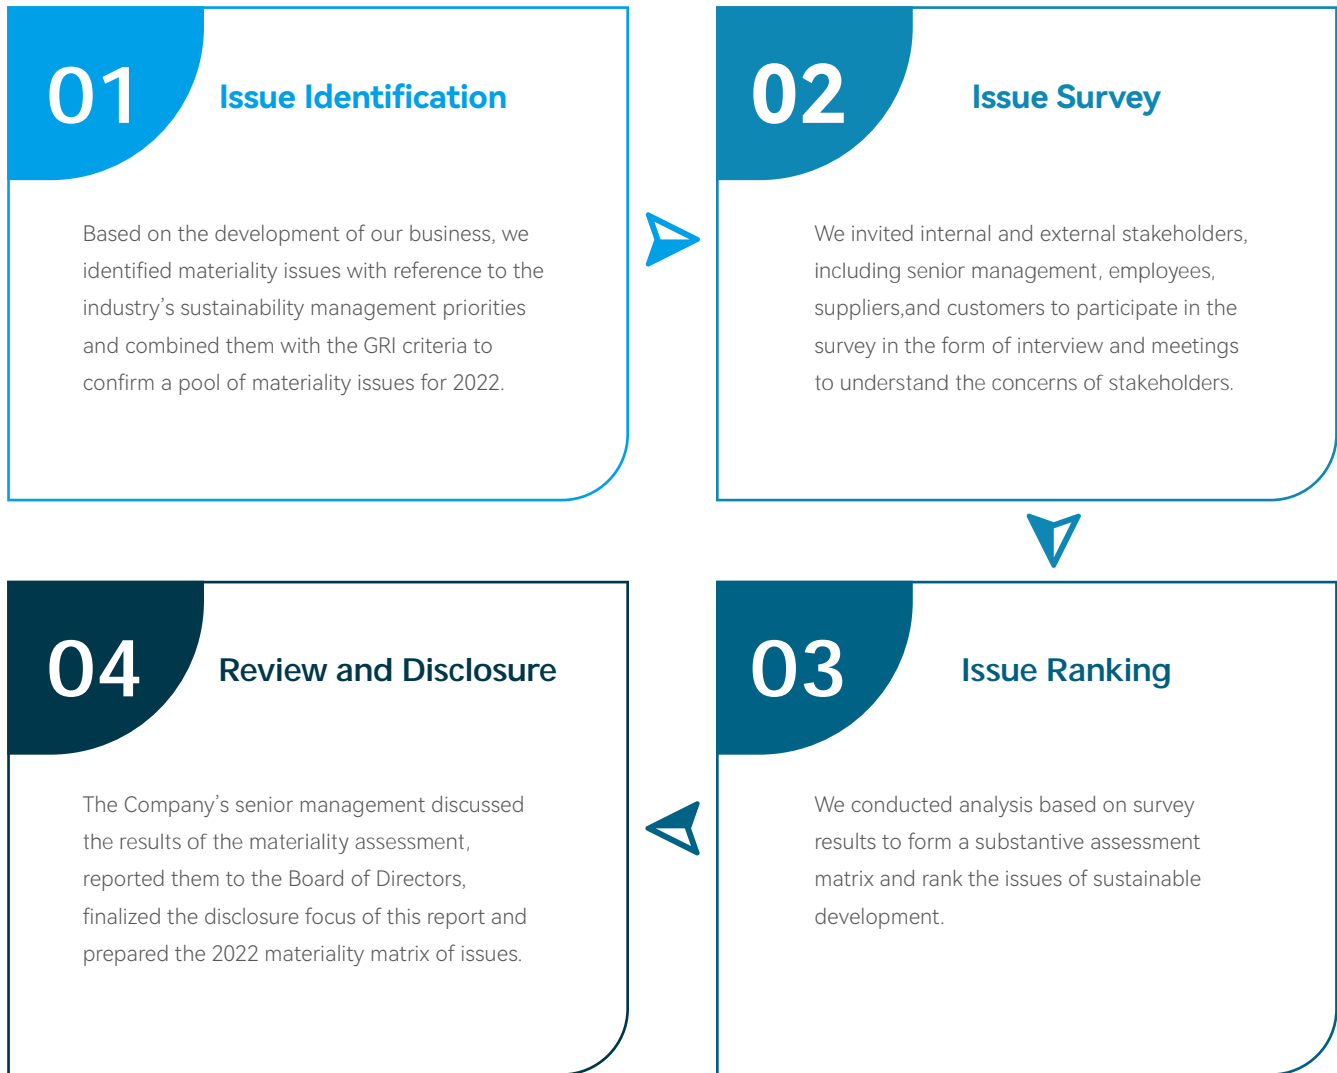 01
Issue Identification
Based on the development of our business, we
identified materiality issues with reference to the
industry's sustainability management priorities
and combined them with the GRI criteria to
confirm a pool of materiality issues for 2022.
02
Issue Survey
We invited internal and external stakeholders,
including senior management, employees,
suppliers,and customers to participate in the
survey in the form of interview and meetings
to understand the concerns of stakeholders.
03
Issue Ranking
We conducted analysis based on survey
results to form a substantive assessment
matrix and rank the issues of sustainable
development.
04
Review and Disclosure
The Company's senior management discussed
the results of the materiality assessment,
reported them to the Board of Directors,
finalized the disclosure focus of this report and
prepared the 2022 materiality matrix of issues.